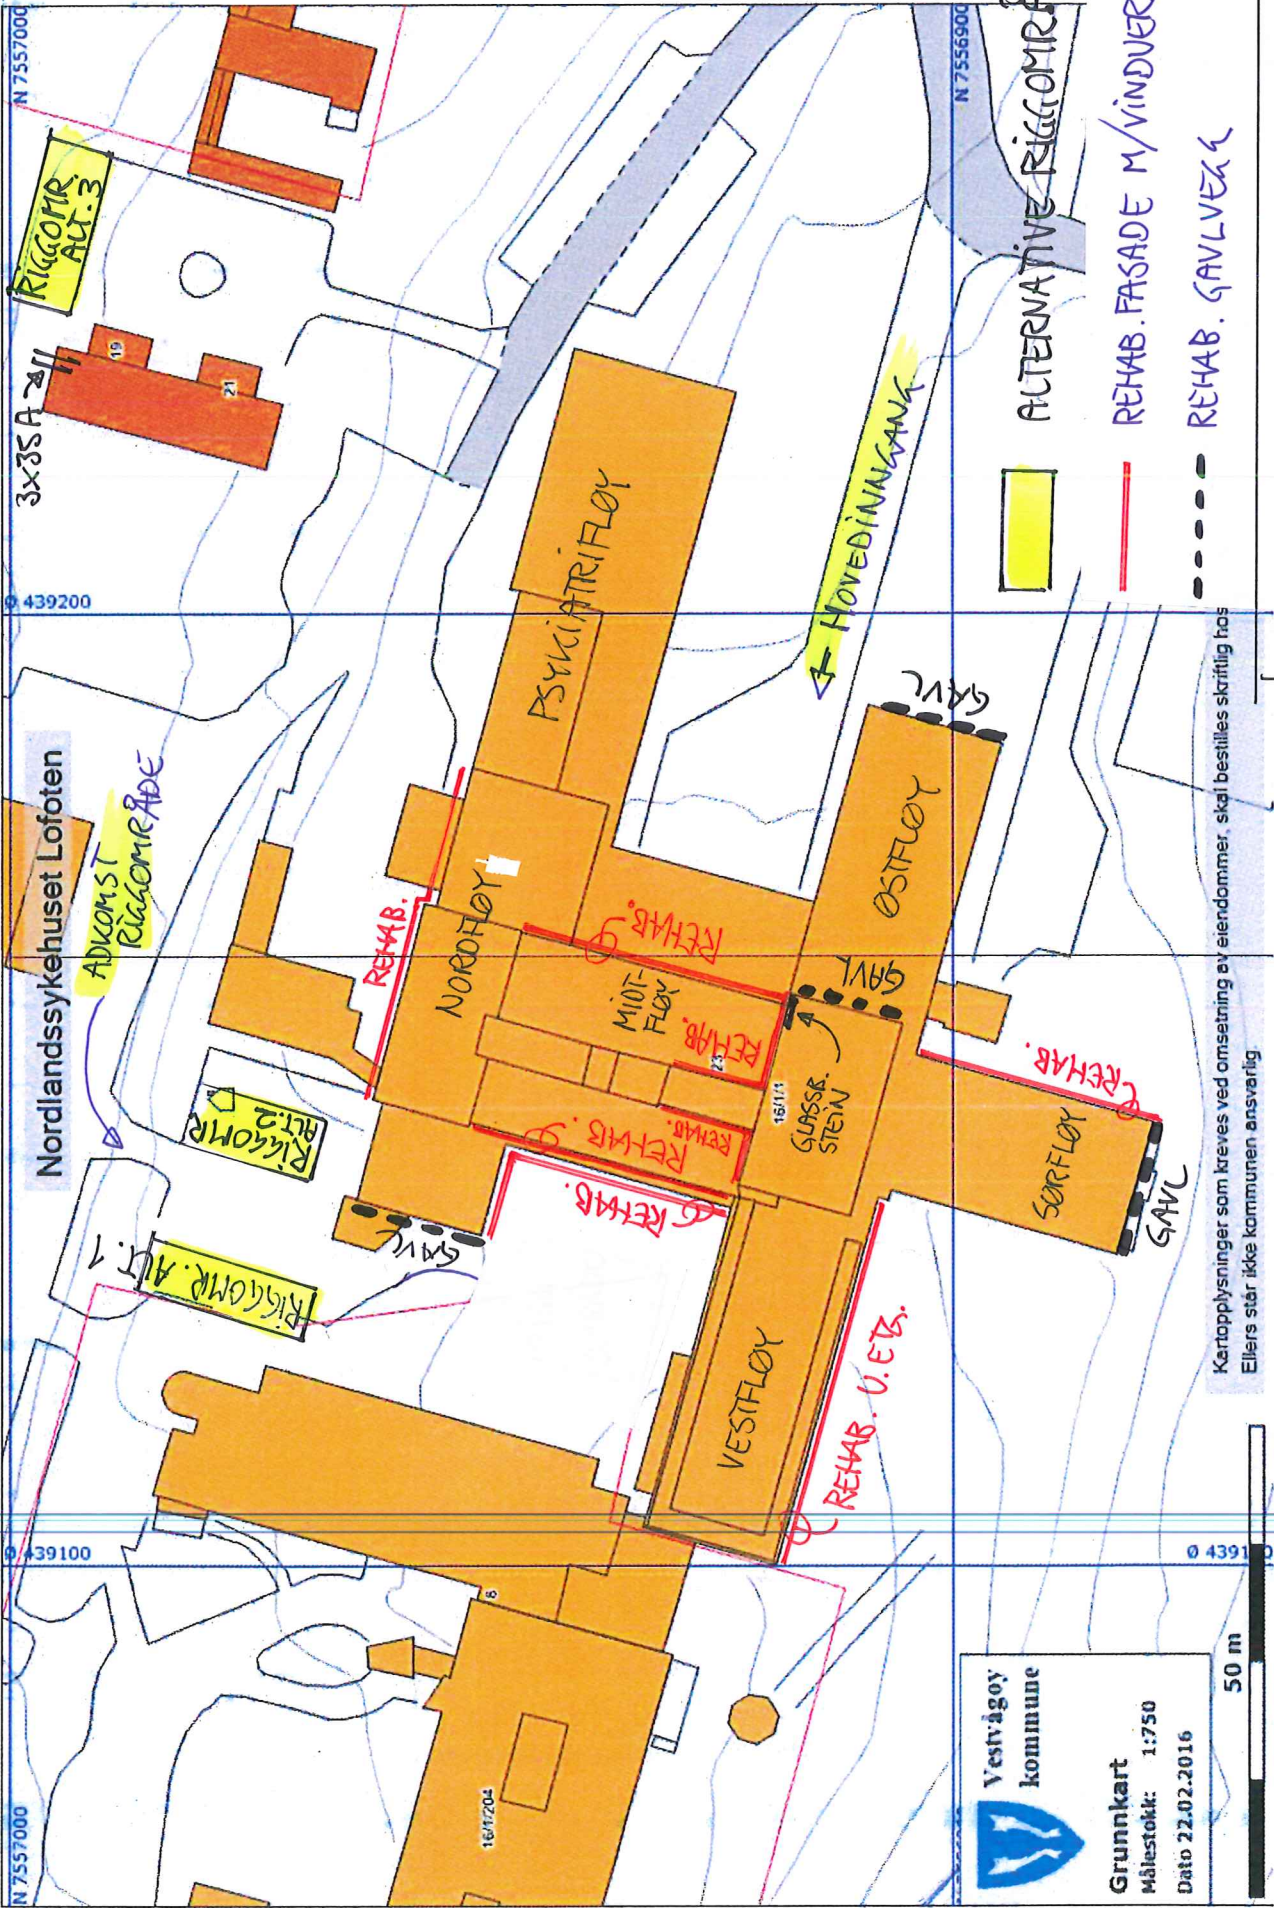 Nordlandssykehuset Lofoten
N 7557000
N 7557000
Ø 439100
Ø 439200
N 7556900
ADKOMST
RIGGOMRÅDE
3x35A
RIGGOMR.
ALT. 3
19
21
RIGGOMR. ALT. 1
RIGGOMR
ALT.2
REHAB.
GAVL
NORDFLØY
PSYKIATRIFLØY
REHAB.
REHAB.
REHAB.
REHAB.
MIDT-
FLØY
REHAB.
23
16/1/1
GLASSB.
STEIN
GAVL
ØSTFLØY
GAVL
← HOVEDINNGANG
VESTFLØY
REHAB. U.ETG.
SØRFLØY
REHAB.
GAVL
8
16/1/204
ALTERNATIVE RIGGOMRÅ
REHAB. FASADE M/VINDUER
REHAB. GAVLVEGG
Vestvågøy
kommune
Grunnkart
Målestokk: 1:750
Dato 22.02.2016
50 m
Kartopplysninger som kreves ved omsetning av eiendommer, skal bestilles skriftlig hos
Ellers står ikke kommunen ansvarlig.